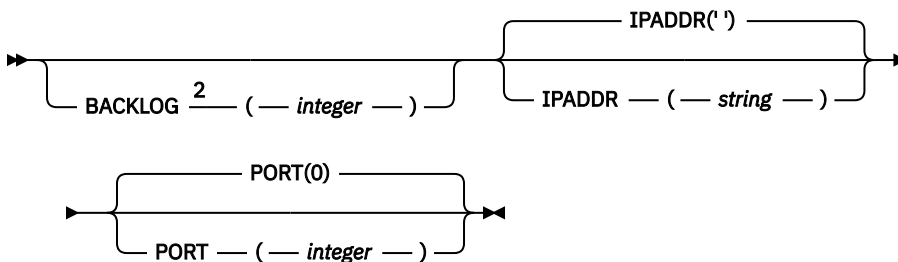 IPADDR(' ')
BACKLOG 2 ( integer )
IPADDR ( string )
PORT(0)
PORT ( integer )